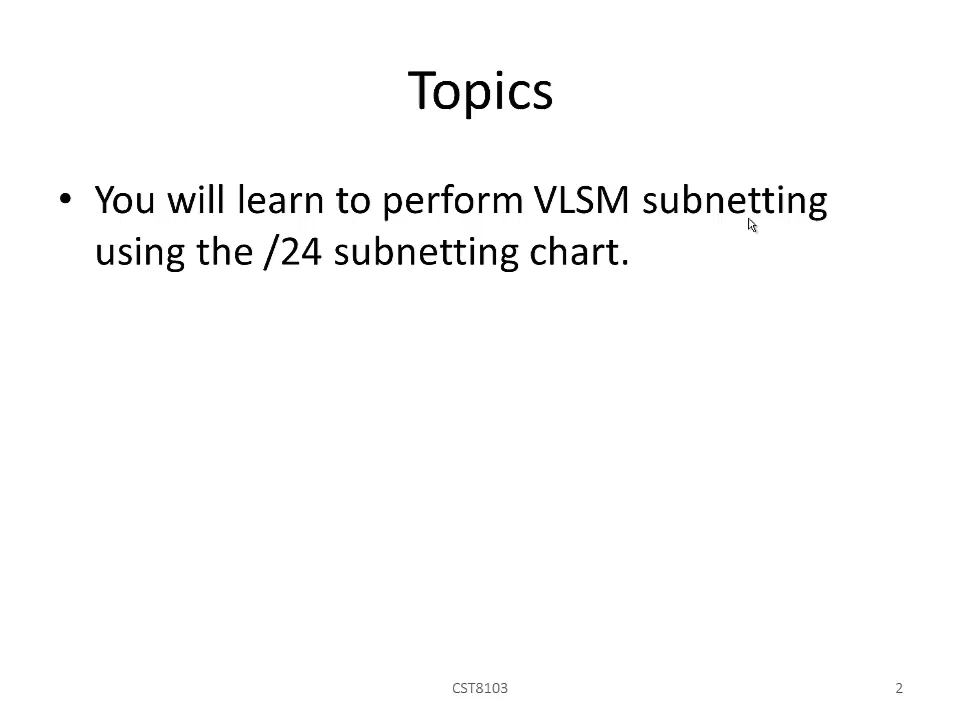 Topics
• You will learn to perform VLSM subnetting
using the /24 subnetting chart.
CST8103
2